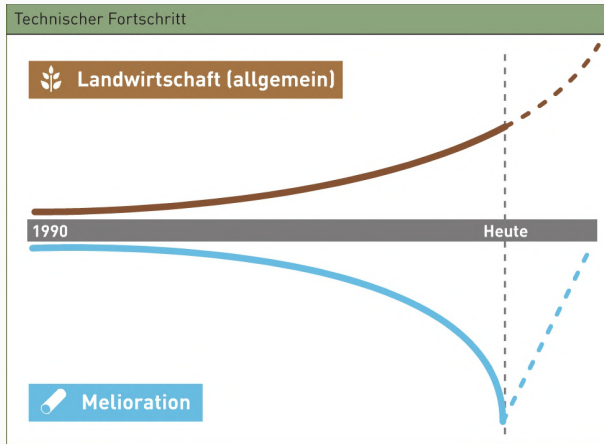 Technischer Fortschritt
Landwirtschaft (allgemein)
1990 Heute
Melioration